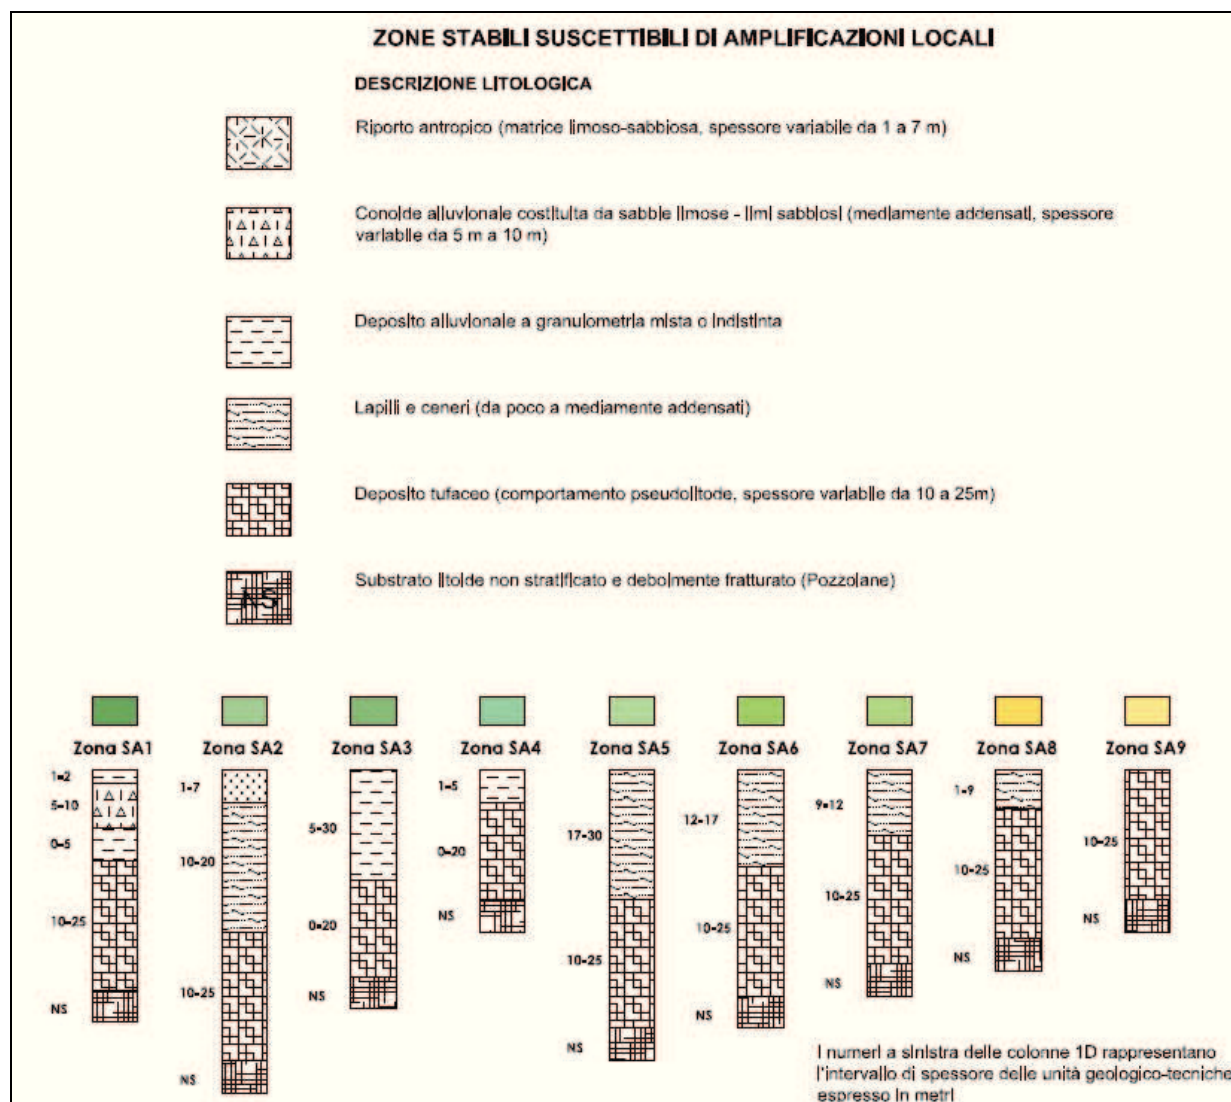 ZONE STABILI SUSCETTIBILI DI AMPLIFICAZIONI LOCALI
DESCRIZIONE LITOLOGICA
Riporto antropico (matrice limoso-sabbiosa, spessore variabile da 1 a 7 m)
Conoide alluvionale costituita da sabbie limose - limi sabbiosi (mediamente addensati, spessore
variabile da 5 m a 10 m)
Deposito alluvionale a granulometria mista o indistinta
Lapilli e ceneri (da poco a mediamente addensati)
Deposito tufaceo (comportamento pseudolitode, spessore variabile da 10 a 25m)
NS
Substrato litoide non stratificato e debolmente fratturato (Pozzolane)
Zona SA1
1-2
5-10
0-5
10-25
NS
Zona SA2
1-7
10-20
10-25
NS
Zona SA3
5-30
0-20
NS
Zona SA4
1-5
0-20
NS
Zona SA5
17-30
10-25
NS
Zona SA6
12-17
10-25
NS
Zona SA7
9-12
10-25
NS
Zona SA8
1-9
10-25
NS
Zona SA9
10-25
NS
I numeri a sinistra delle colonne 1D rappresentano
l'intervallo di spessore delle unità geologico-tecniche
espresso in metri